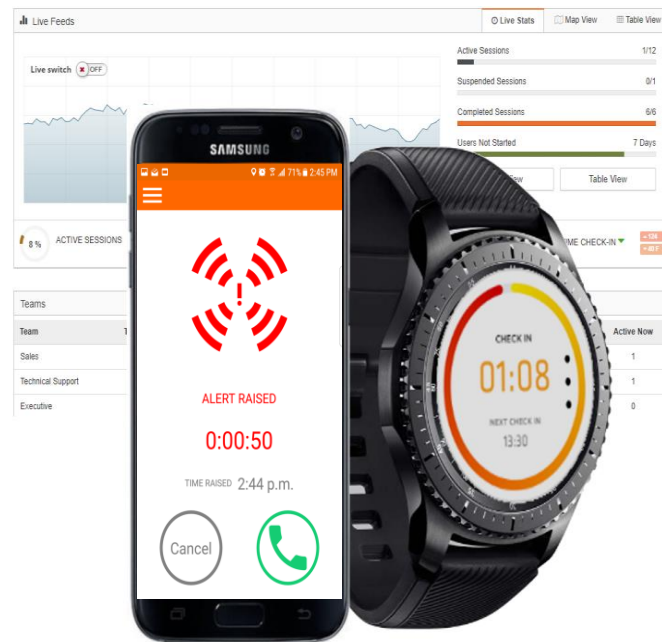 Live Feeds
Live Stats
Map View
Table View
Live switch
OFF
Active Sessions 1/12
Suspended Sessions 0/1
Completed Sessions 6/6
Users Not Started 7 Days
Table View
8 %
ACTIVE SESSIONS
CHECK-IN
Teams
Team
Active Now
Sales 1
Technical Support 1
Executive 0
SAMSUNG
71% 2:45 PM
ALERT RAISED
0:00:50
TIME RAISED 2:44 p.m.
Cancel
CHECK IN
01:08
NEXT CHECK IN
13:30